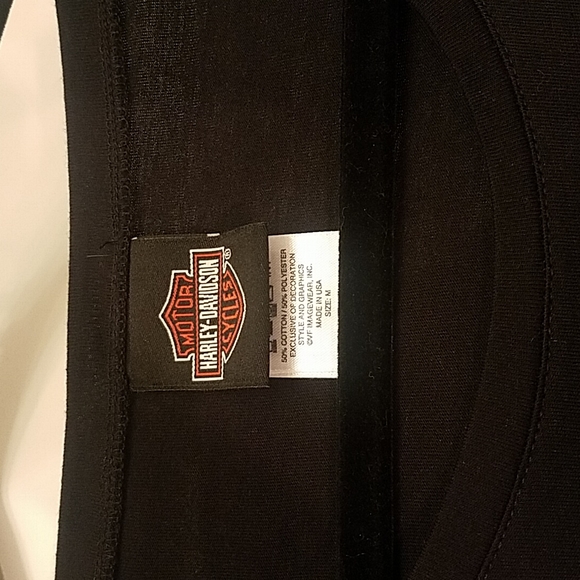 MOTOR
HARLEY-DAVIDSON
CYCLES
®
50% COTTON / 50% POLYESTER
EXCLUSIVE OF DECORATION
STYLE AND GRAPHICS
©VF IMAGEWEAR, INC.
MADE IN USA
SIZE: M